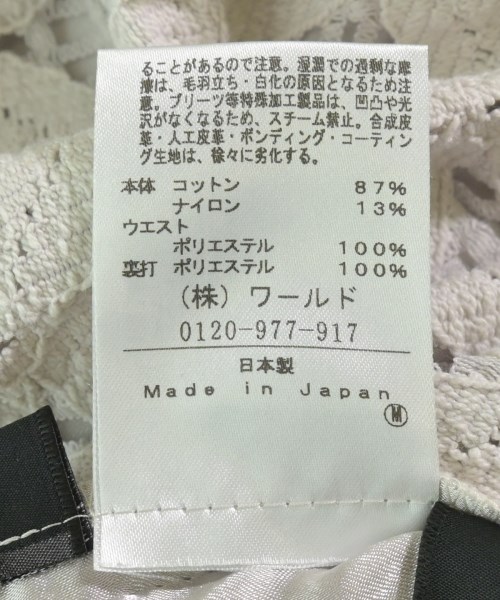 ることがあるので注意。湿潤での過剰な摩
擦は、毛羽立ち・白化の原因となるため注
意。プリーツ等特殊加工製品は、凹凸や光
沢がなくなるため、スチーム禁止。合成皮
革・人工皮革・ボンディング・コーティン
グ生地は、徐々に劣化する。
本体 コットン 87%
ナイロン 13%
ウエスト
ポリエステル 100%
裏打 ポリエステル 100%
(株) ワールド
0120-977-917
日本製
Made in Japan
M